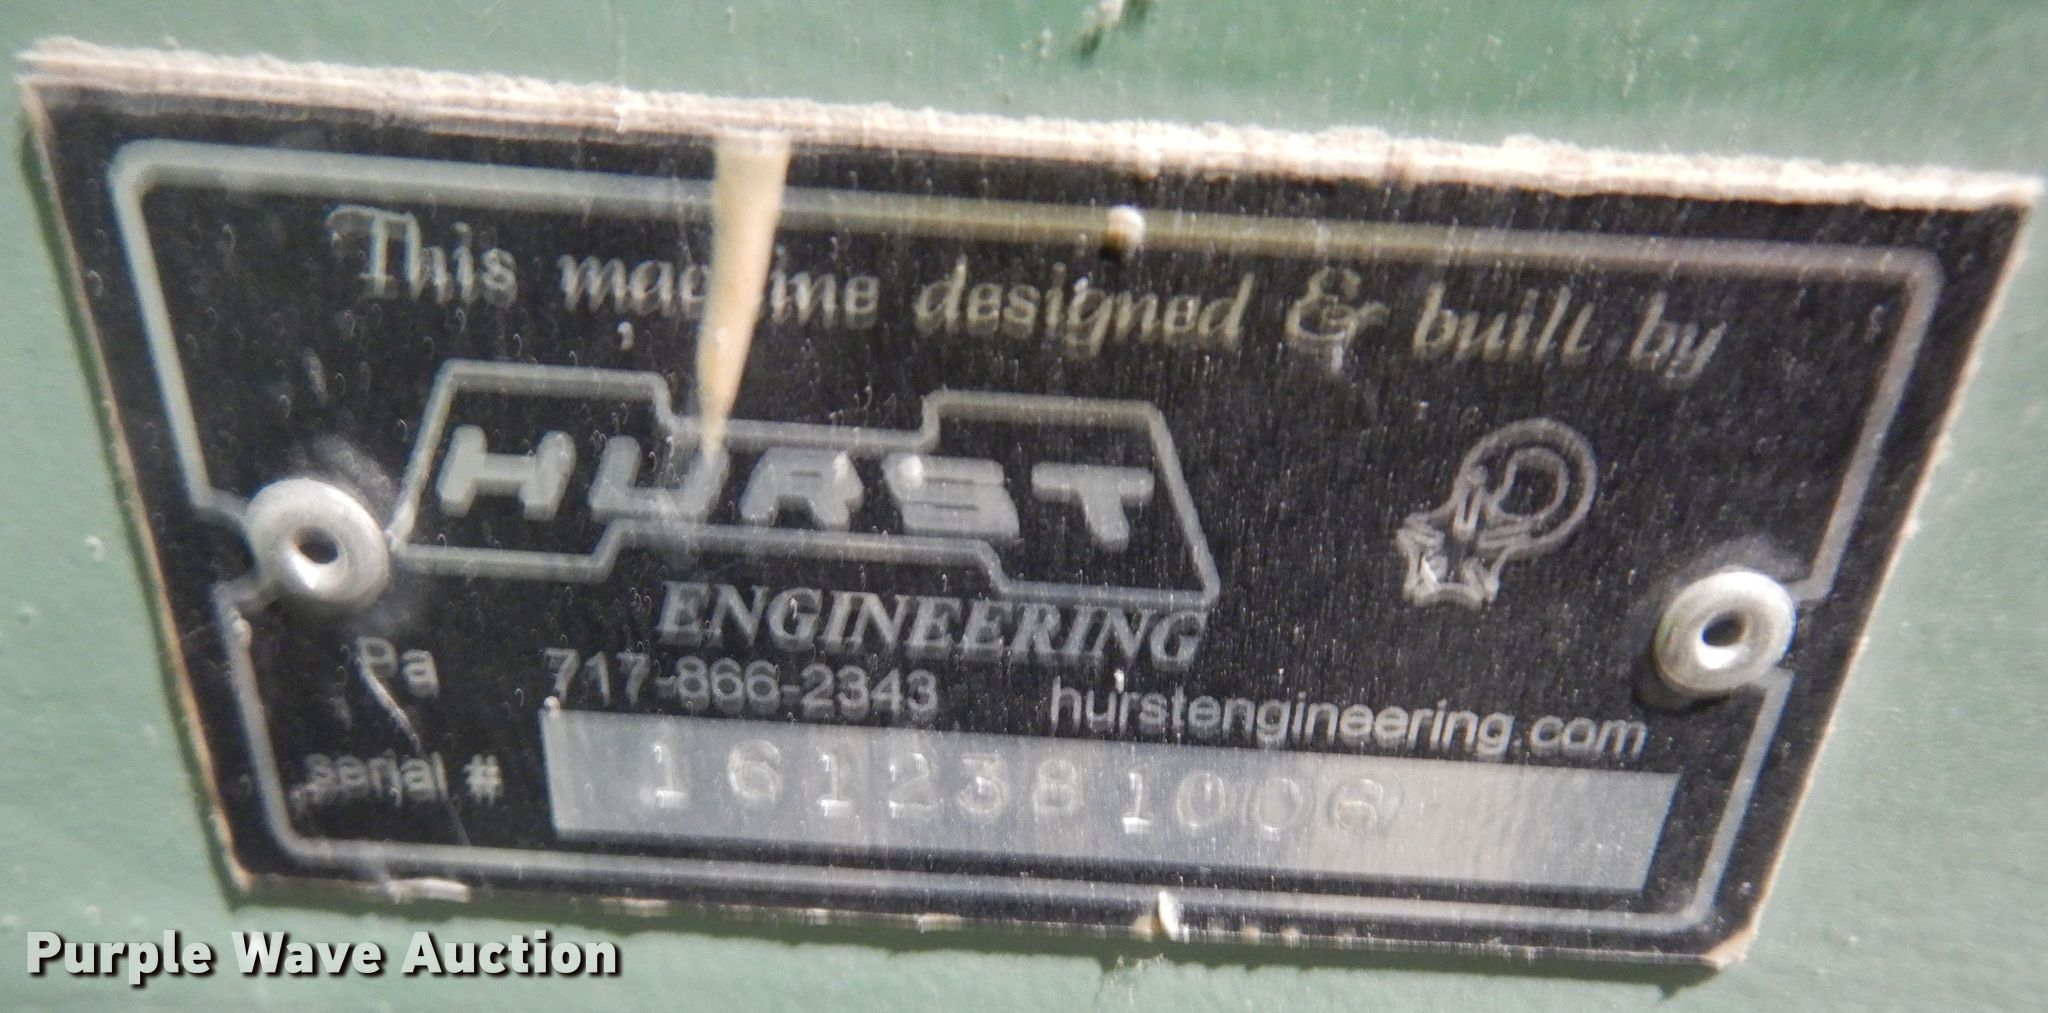 This machine designed & built by
HURST
ENGINEERING
Pa 717-866-2343 hurstengineering.com
serial # 1612381006
Purple Wave Auction